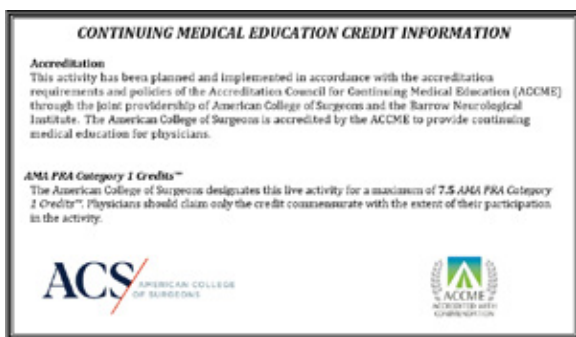 CONTINUING MEDICAL EDUCATION CREDIT INFORMATION
Accreditation
This activity has been planned and implemented in accordance with the accreditation
requirements and policies of the Accreditation Council for Continuing Medical Education (ACCME)
through the joint providership of American College of Surgeons and the Barrow Neurological
Institute. The American College of Surgeons is accredited by the ACCME to provide continuing
medical education for physicians.
AMA PRA Category 1 Credits™
The American College of Surgeons designates this live activity for a maximum of 7.5 AMA PRA Category
1 Credits™. Physicians should claim only the credit commensurate with the extent of their participation
in the activity.
ACS
AMERICAN COLLEGE
OF SURGEONS
ACCME
ACCREDITED WITH
COMMENDATION